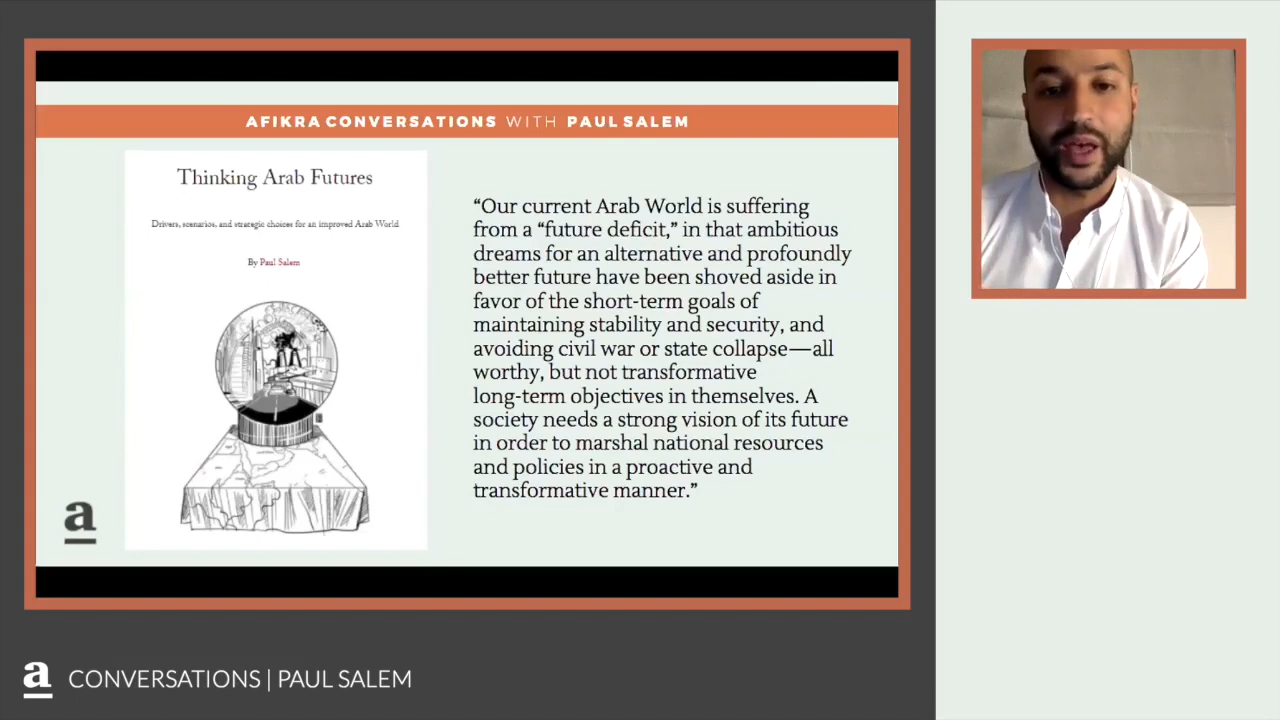 AFIKRA CONVERSATIONS WITH PAUL SALEM
Thinking Arab Futures
Drivers, scenarios, and strategic choices for an improved Arab World
By Paul Salem
“Our current Arab World is suffering
from a “future deficit,” in that ambitious
dreams for an alternative and profoundly
better future have been shoved aside in
favor of the short-term goals of
maintaining stability and security, and
avoiding civil war or state collapse—all
worthy, but not transformative
long-term objectives in themselves. A
society needs a strong vision of its future
in order to marshal national resources
and policies in a proactive and
transformative manner.”
a
a CONVERSATIONS | PAUL SALEM